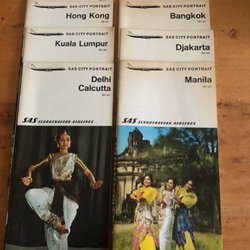 SAS CITY PORTRAIT
Hong Kong
SAS CITY PORTRAIT
Bangkok
SAS CITY PORTRAIT
Kuala Lumpur
SAS CITY PORTRAIT
Djakarta
SAS CITY PORTRAIT
Delhi
Calcutta
SAS CITY PORTRAIT
Manila
SAS SCANDINAVIAN AIRLINES
SAS SCANDINAVIAN AIRLINES